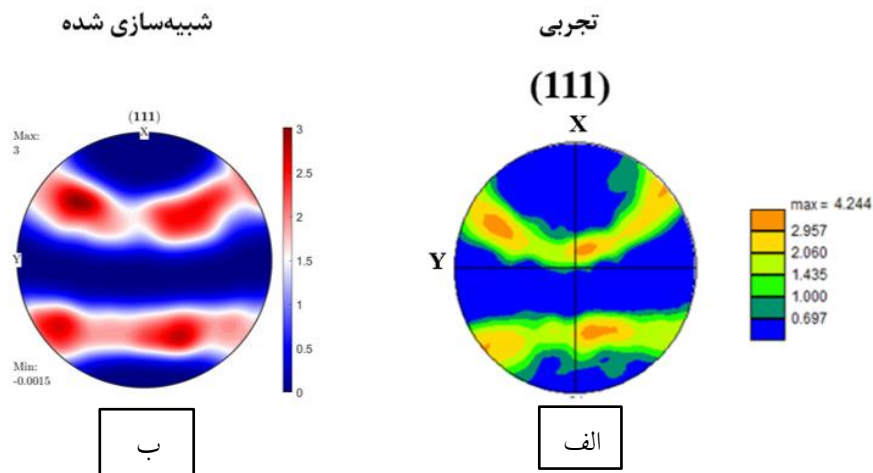 شبیه‌سازی شده
تجربی
(111)
X
Y
Max:
3
Min:
-0.0015
3
2.5
2
1.5
1
0.5
0
(111)
X
Y
max = 4.244
2.957
2.060
1.435
1.000
0.697
ب
الف